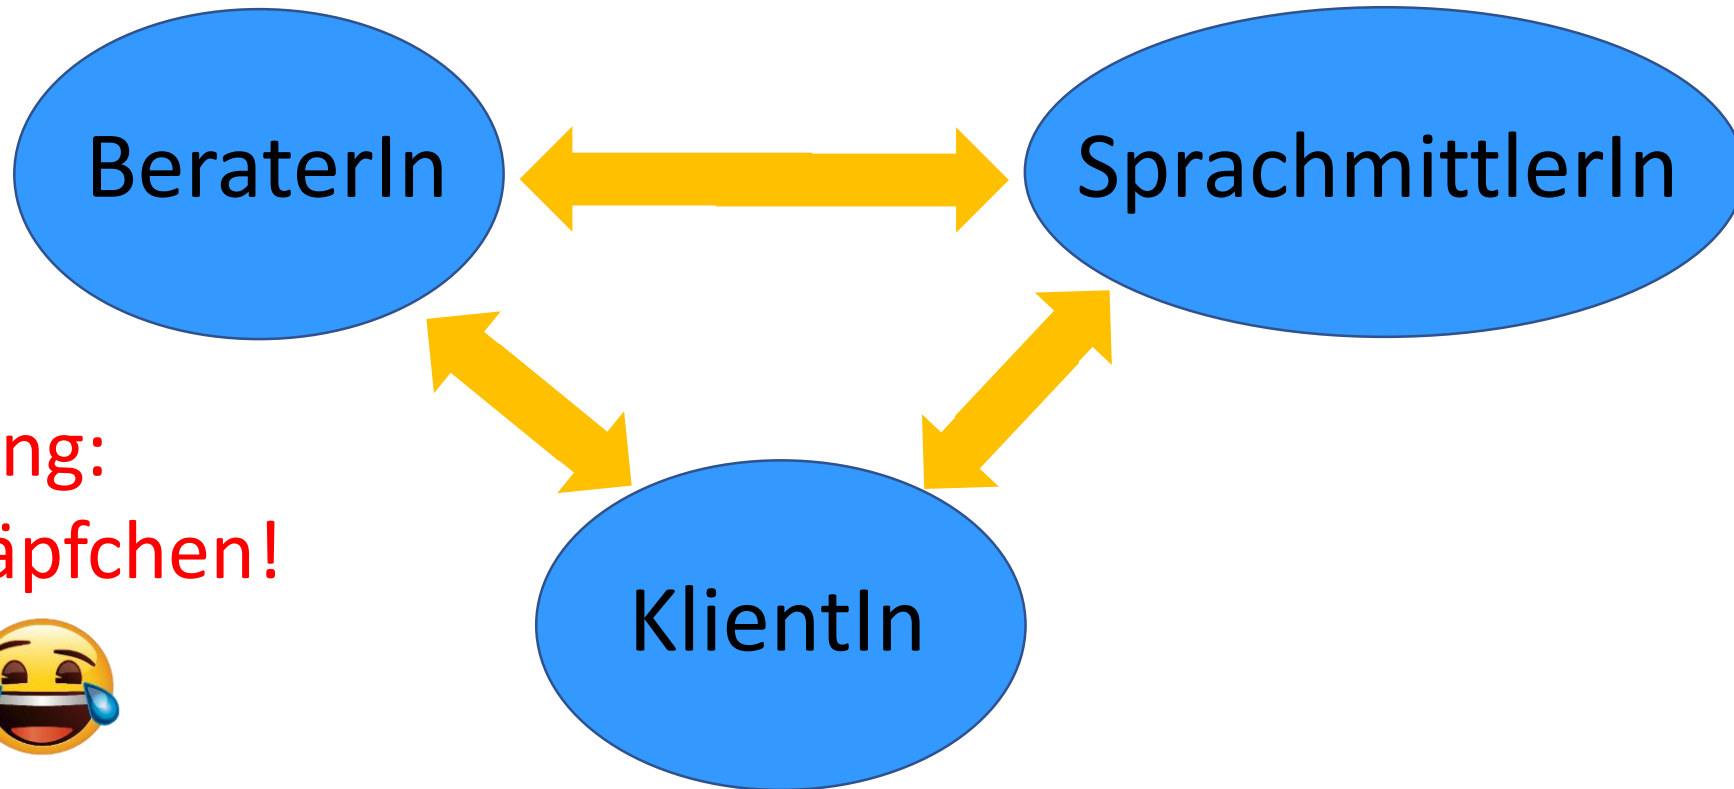 BeraterIn
SprachmittlerIn
ng:
äpfchen!
KlientIn